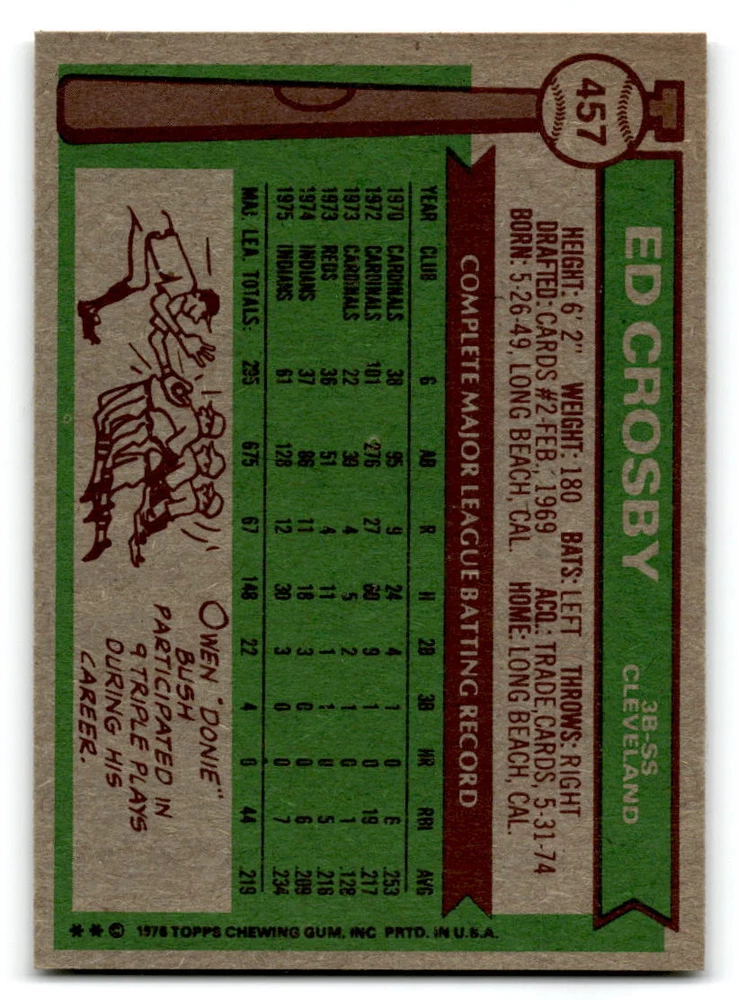 457
ED CROSBY
3B-SS
CLEVELAND
HEIGHT: 6' 2" WEIGHT: 180 BATS: LEFT THROWS: RIGHT
DRAFTED: CARDS #2-FEB., 1969 ACQ.: TRADE, CARDS, 5-31-74
BORN: 5-26-49, LONG BEACH, CAL. HOME: LONG BEACH, CAL.
COMPLETE MAJOR LEAGUE BATTING RECORD
YEAR CLUB G AB R H 2B 3B HR RBI AVG
1970 CARDINALS 38 95 9 24 4 1 0 6 .253
1972 CARDINALS 101 276 27 60 9 1 0 19 .217
1973 CARDINALS 22 39 4 5 2 1 0 1 .128
1973 REDS 36 51 4 11 1 1 0 5 .216
1974 INDIANS 37 86 11 18 3 0 0 6 .209
1975 INDIANS 61 128 12 30 3 0 0 7 .234
MAJ. LEA. TOTALS: 295 675 67 148 22 4 0 44 .219
OWEN "DONIE"
BUSH
PARTICIPATED IN
9 TRIPLE PLAYS
DURING HIS
CAREER.
** © 1976 TOPPS CHEWING GUM, INC PRTD. IN U.S.A.